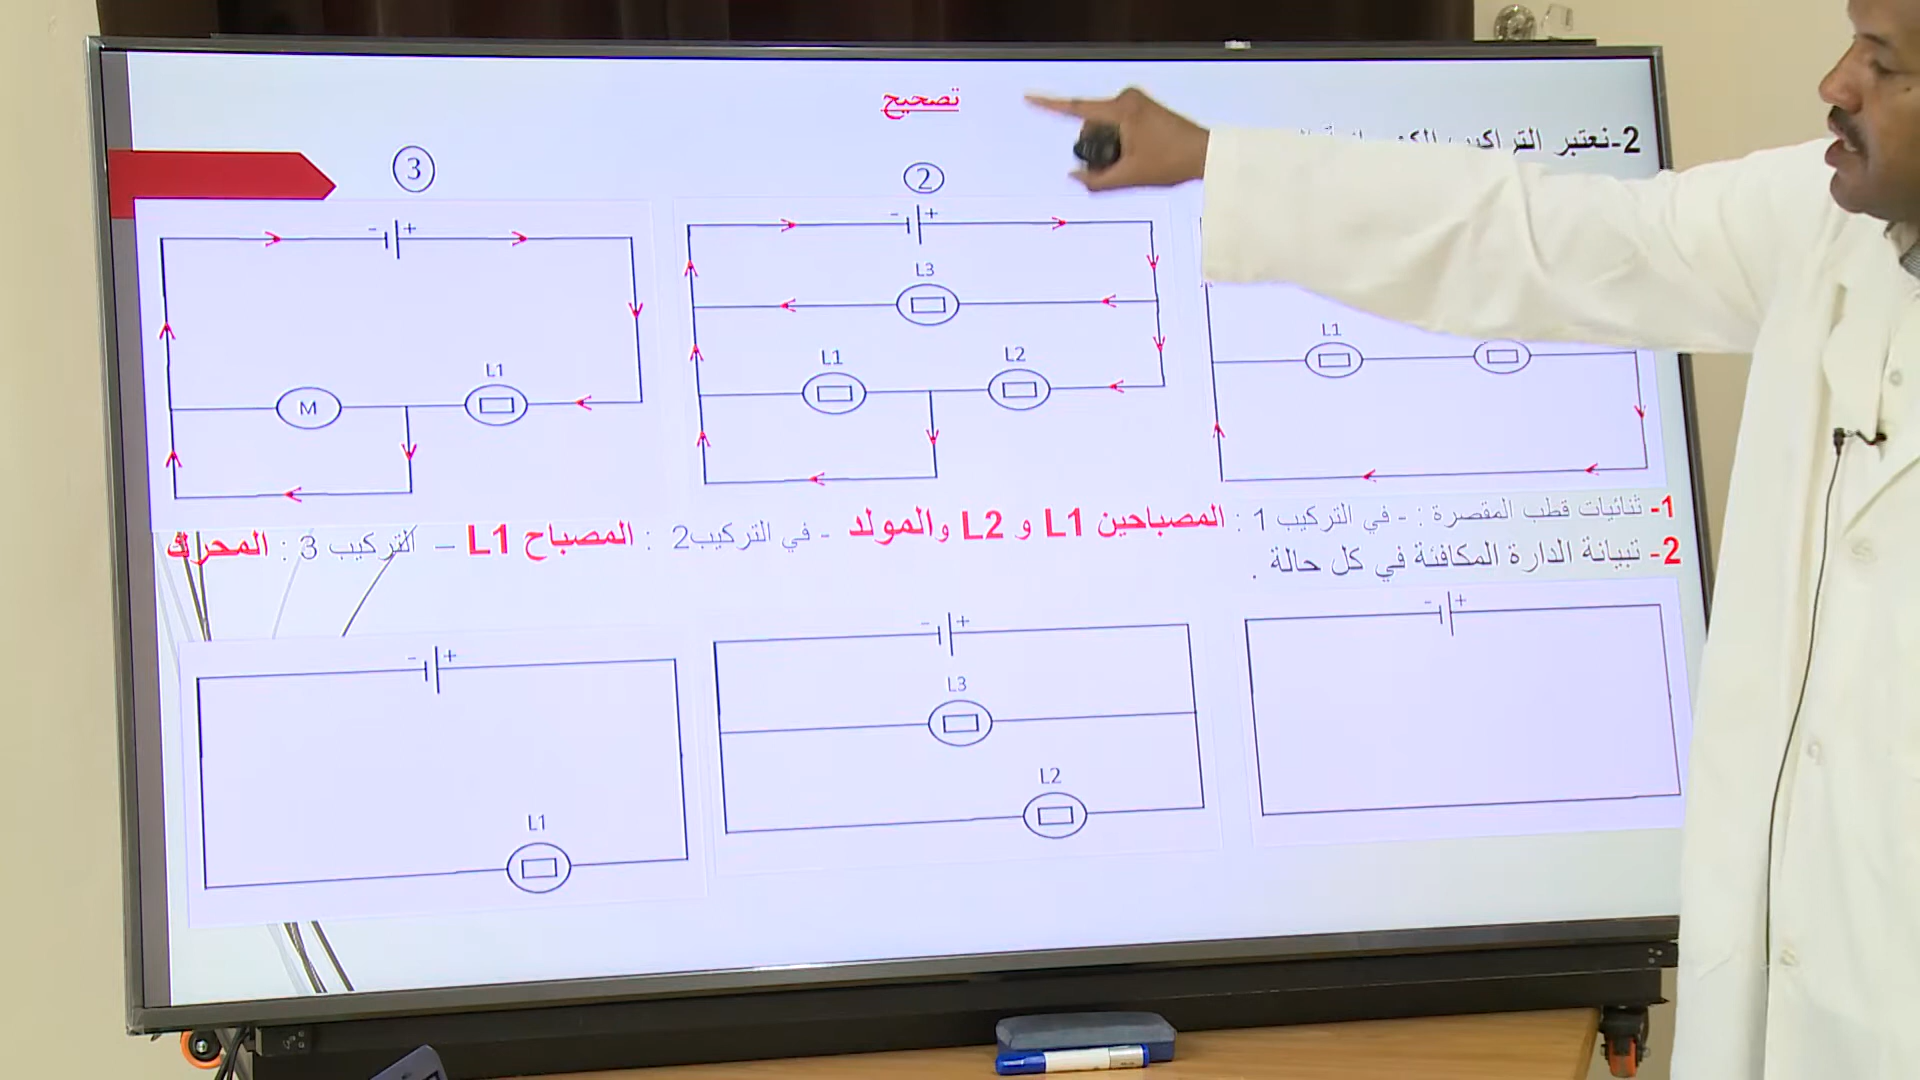 تصحيح
2-نعتبر التراكيب
3
2
- +
- +
L3
L1
L2
L1
M
L1
1- ثنائيات قطب المقصرة : - في التركيب 1 : المصباحين L1 و L2 والمولد - في التركيب2 : المصباح L1 – التركيب 3 : المحرك
2- تبيانة الدارة المكافئة في كل حالة .
- +
- +
- +
L3
L2
L1